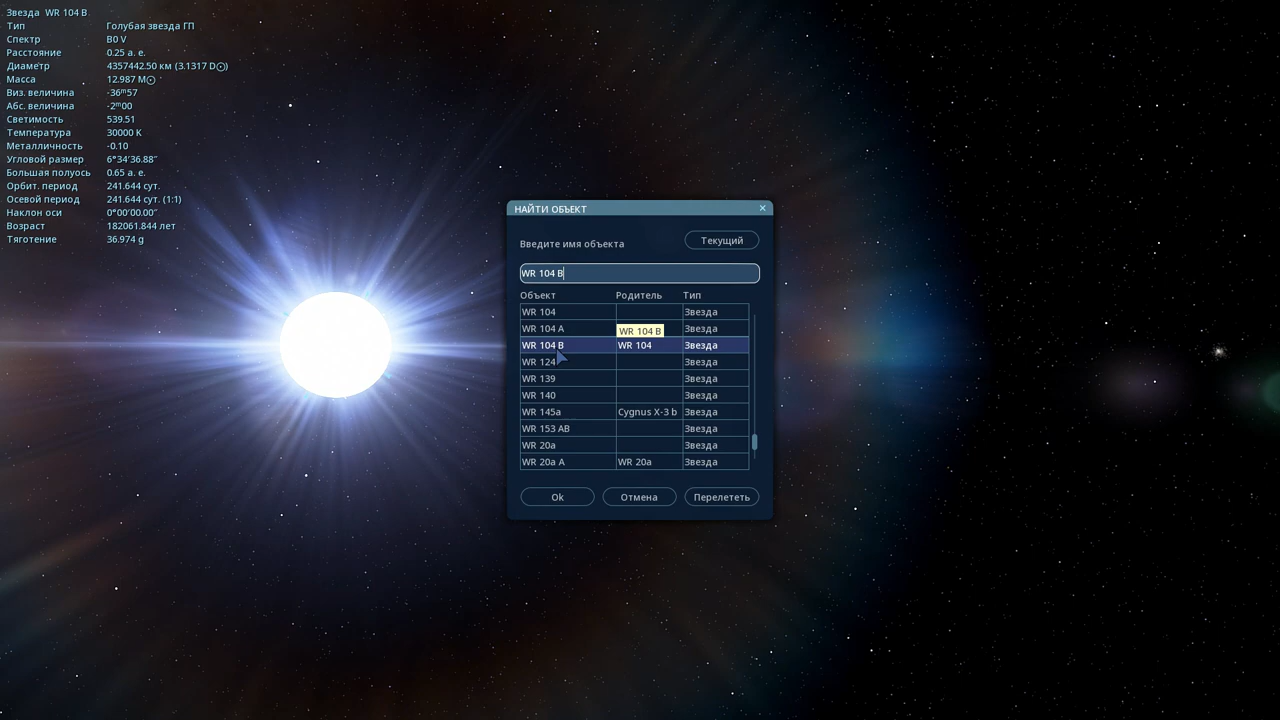 Звезда WR 104 B
Тип Голубая звезда ГП
Спектр B0 V
Расстояние 0.25 а. е.
Диаметр 4357442.50 км (3.1317 D☉)
Масса 12.987 M☉
Виз. величина -36ᵐ57
Абс. величина -2ᵐ00
Светимость 539.51
Температура 30000 K
Металличность -0.10
Угловой размер 6°34′36.88″
Большая полуось 0.65 а. е.
Орбит. период 241.644 сут.
Осевой период 241.644 сут. (1:1)
Наклон оси 0°00′00.00″
Возраст 182061.844 лет
Тяготение 36.974 g
НАЙТИ ОБЪЕКТ ×
Введите имя объекта Текущий
WR 104 B
Объект Родитель Тип
WR 104 Звезда
WR 104 A Звезда
WR 104 B
WR 104 B WR 104 Звезда
WR 124 Звезда
WR 139 Звезда
WR 140 Звезда
WR 145a Cygnus X-3 b Звезда
WR 153 AB Звезда
WR 20a Звезда
WR 20a A WR 20a Звезда
Ok Отмена Перелететь